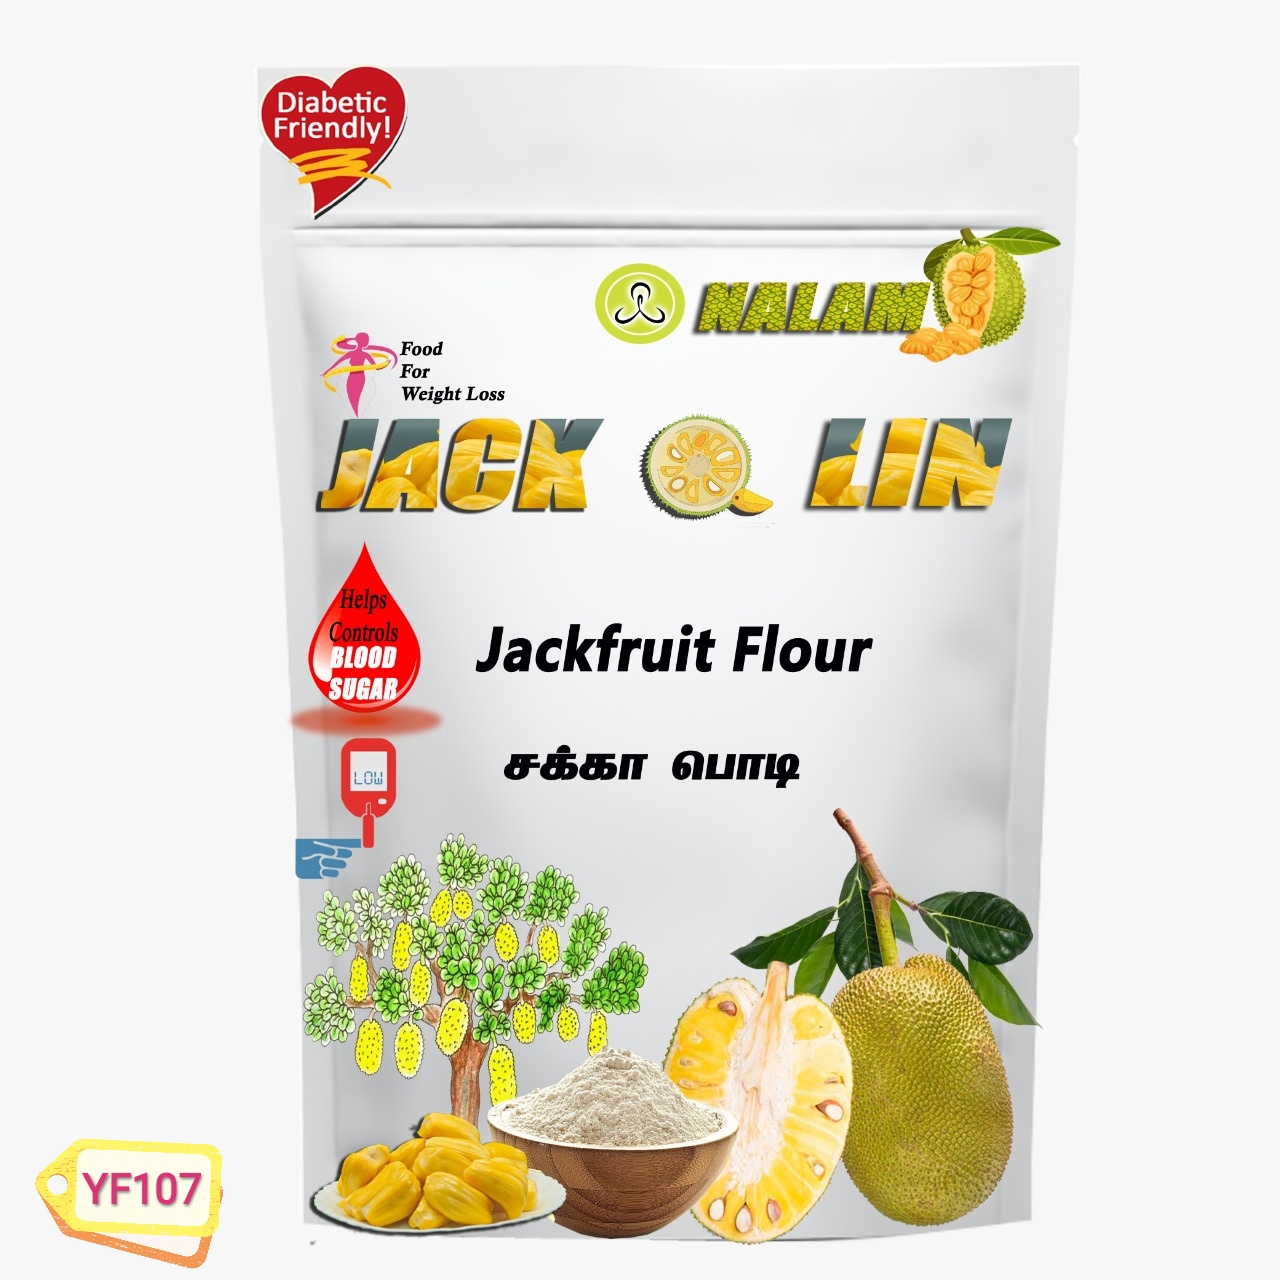 Diabetic
Friendly!
NALAM
Food
For
Weight Loss
JACK Q LIN
Helps
Controls
BLOOD
SUGAR
Jackfruit Flour
சக்கா பொடி
LOW
YF107